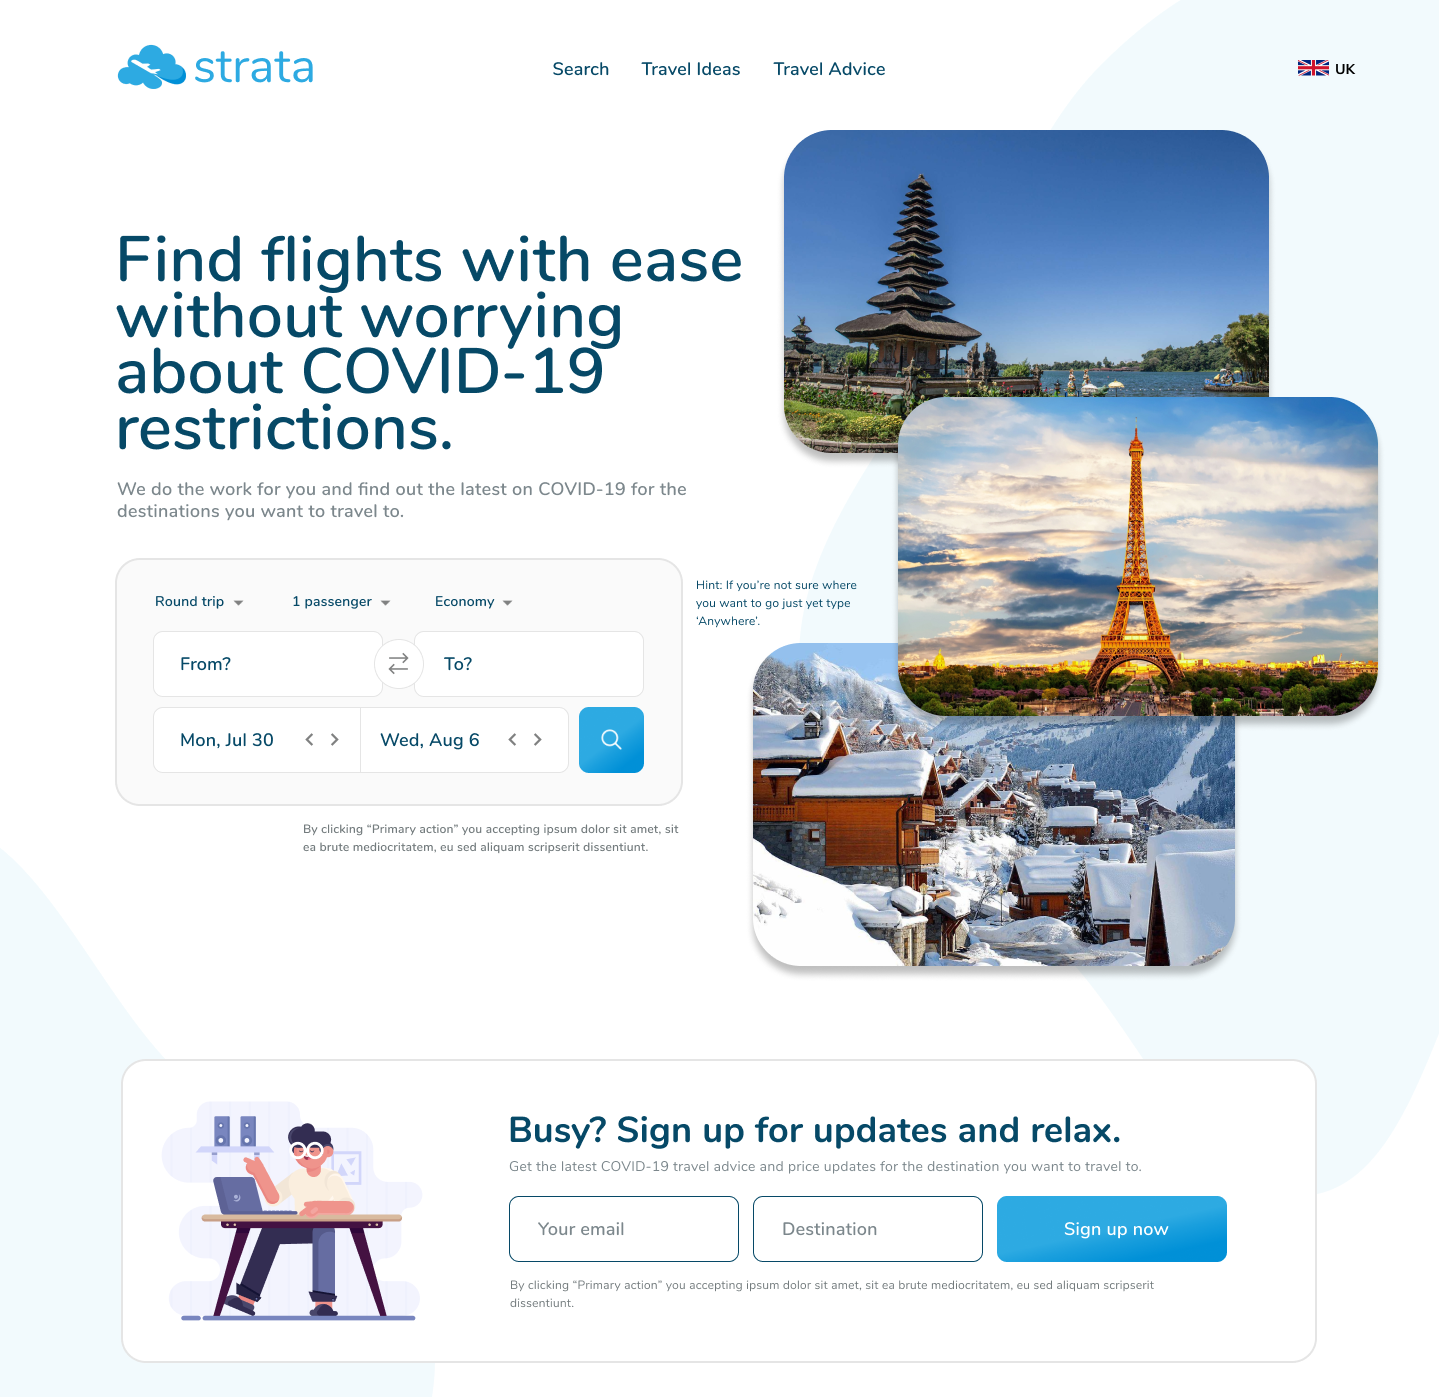 strata
Search Travel Ideas Travel Advice
UK
Find flights with ease
without worrying
about COVID-19
restrictions.
We do the work for you and find out the latest on COVID-19 for the
destinations you want to travel to.
Round trip 1 passenger Economy
From? To?
Mon, Jul 30 Wed, Aug 6
Hint: If you’re not sure where
you want to go just yet type
‘Anywhere’.
By clicking “Primary action” you accepting ipsum dolor sit amet, sit
ea brute mediocritatem, eu sed aliquam scripserit dissentiunt.
Busy? Sign up for updates and relax.
Get the latest COVID-19 travel advice and price updates for the destination you want to travel to.
Your email Destination Sign up now
By clicking “Primary action” you accepting ipsum dolor sit amet, sit ea brute mediocritatem, eu sed aliquam scripserit
dissentiunt.